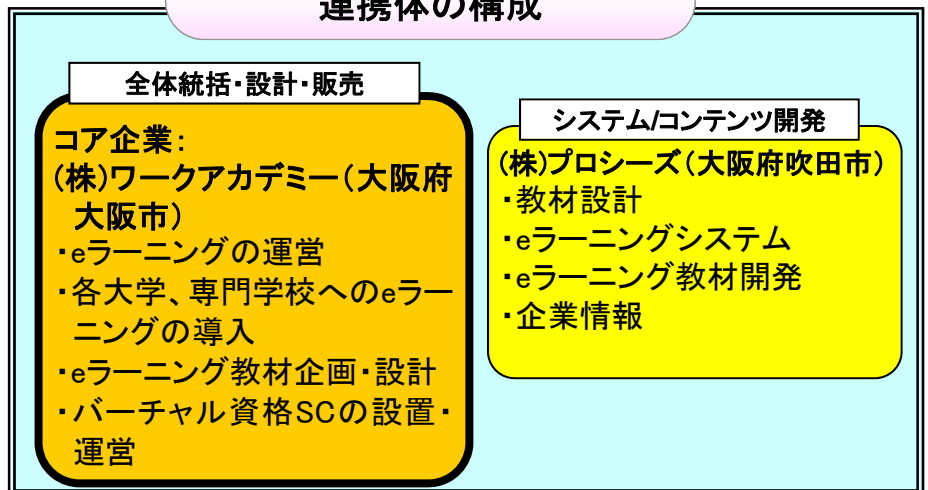 連携体の構成
全体統括・設計・販売
コア企業:
(株)ワークアカデミー(大阪府
大阪市)
・eラーニングの運営
・各大学、専門学校へのeラー
ニングの導入
・eラーニング教材企画・設計
・バーチャル資格SCの設置・
運営
システム/コンテンツ開発
(株)プロシーズ(大阪府吹田市)
・教材設計
・eラーニングシステム
・eラーニング教材開発
・企業情報